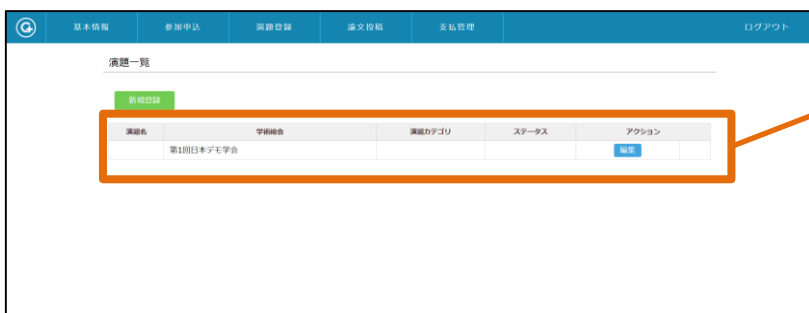 基本情報 参加申込 演題登録 論文投稿 支払管理 ログアウト
演題一覧
新規登録
演題名 学術総会 演題カテゴリ ステータス アクション
第1回日本デモ学会 編集